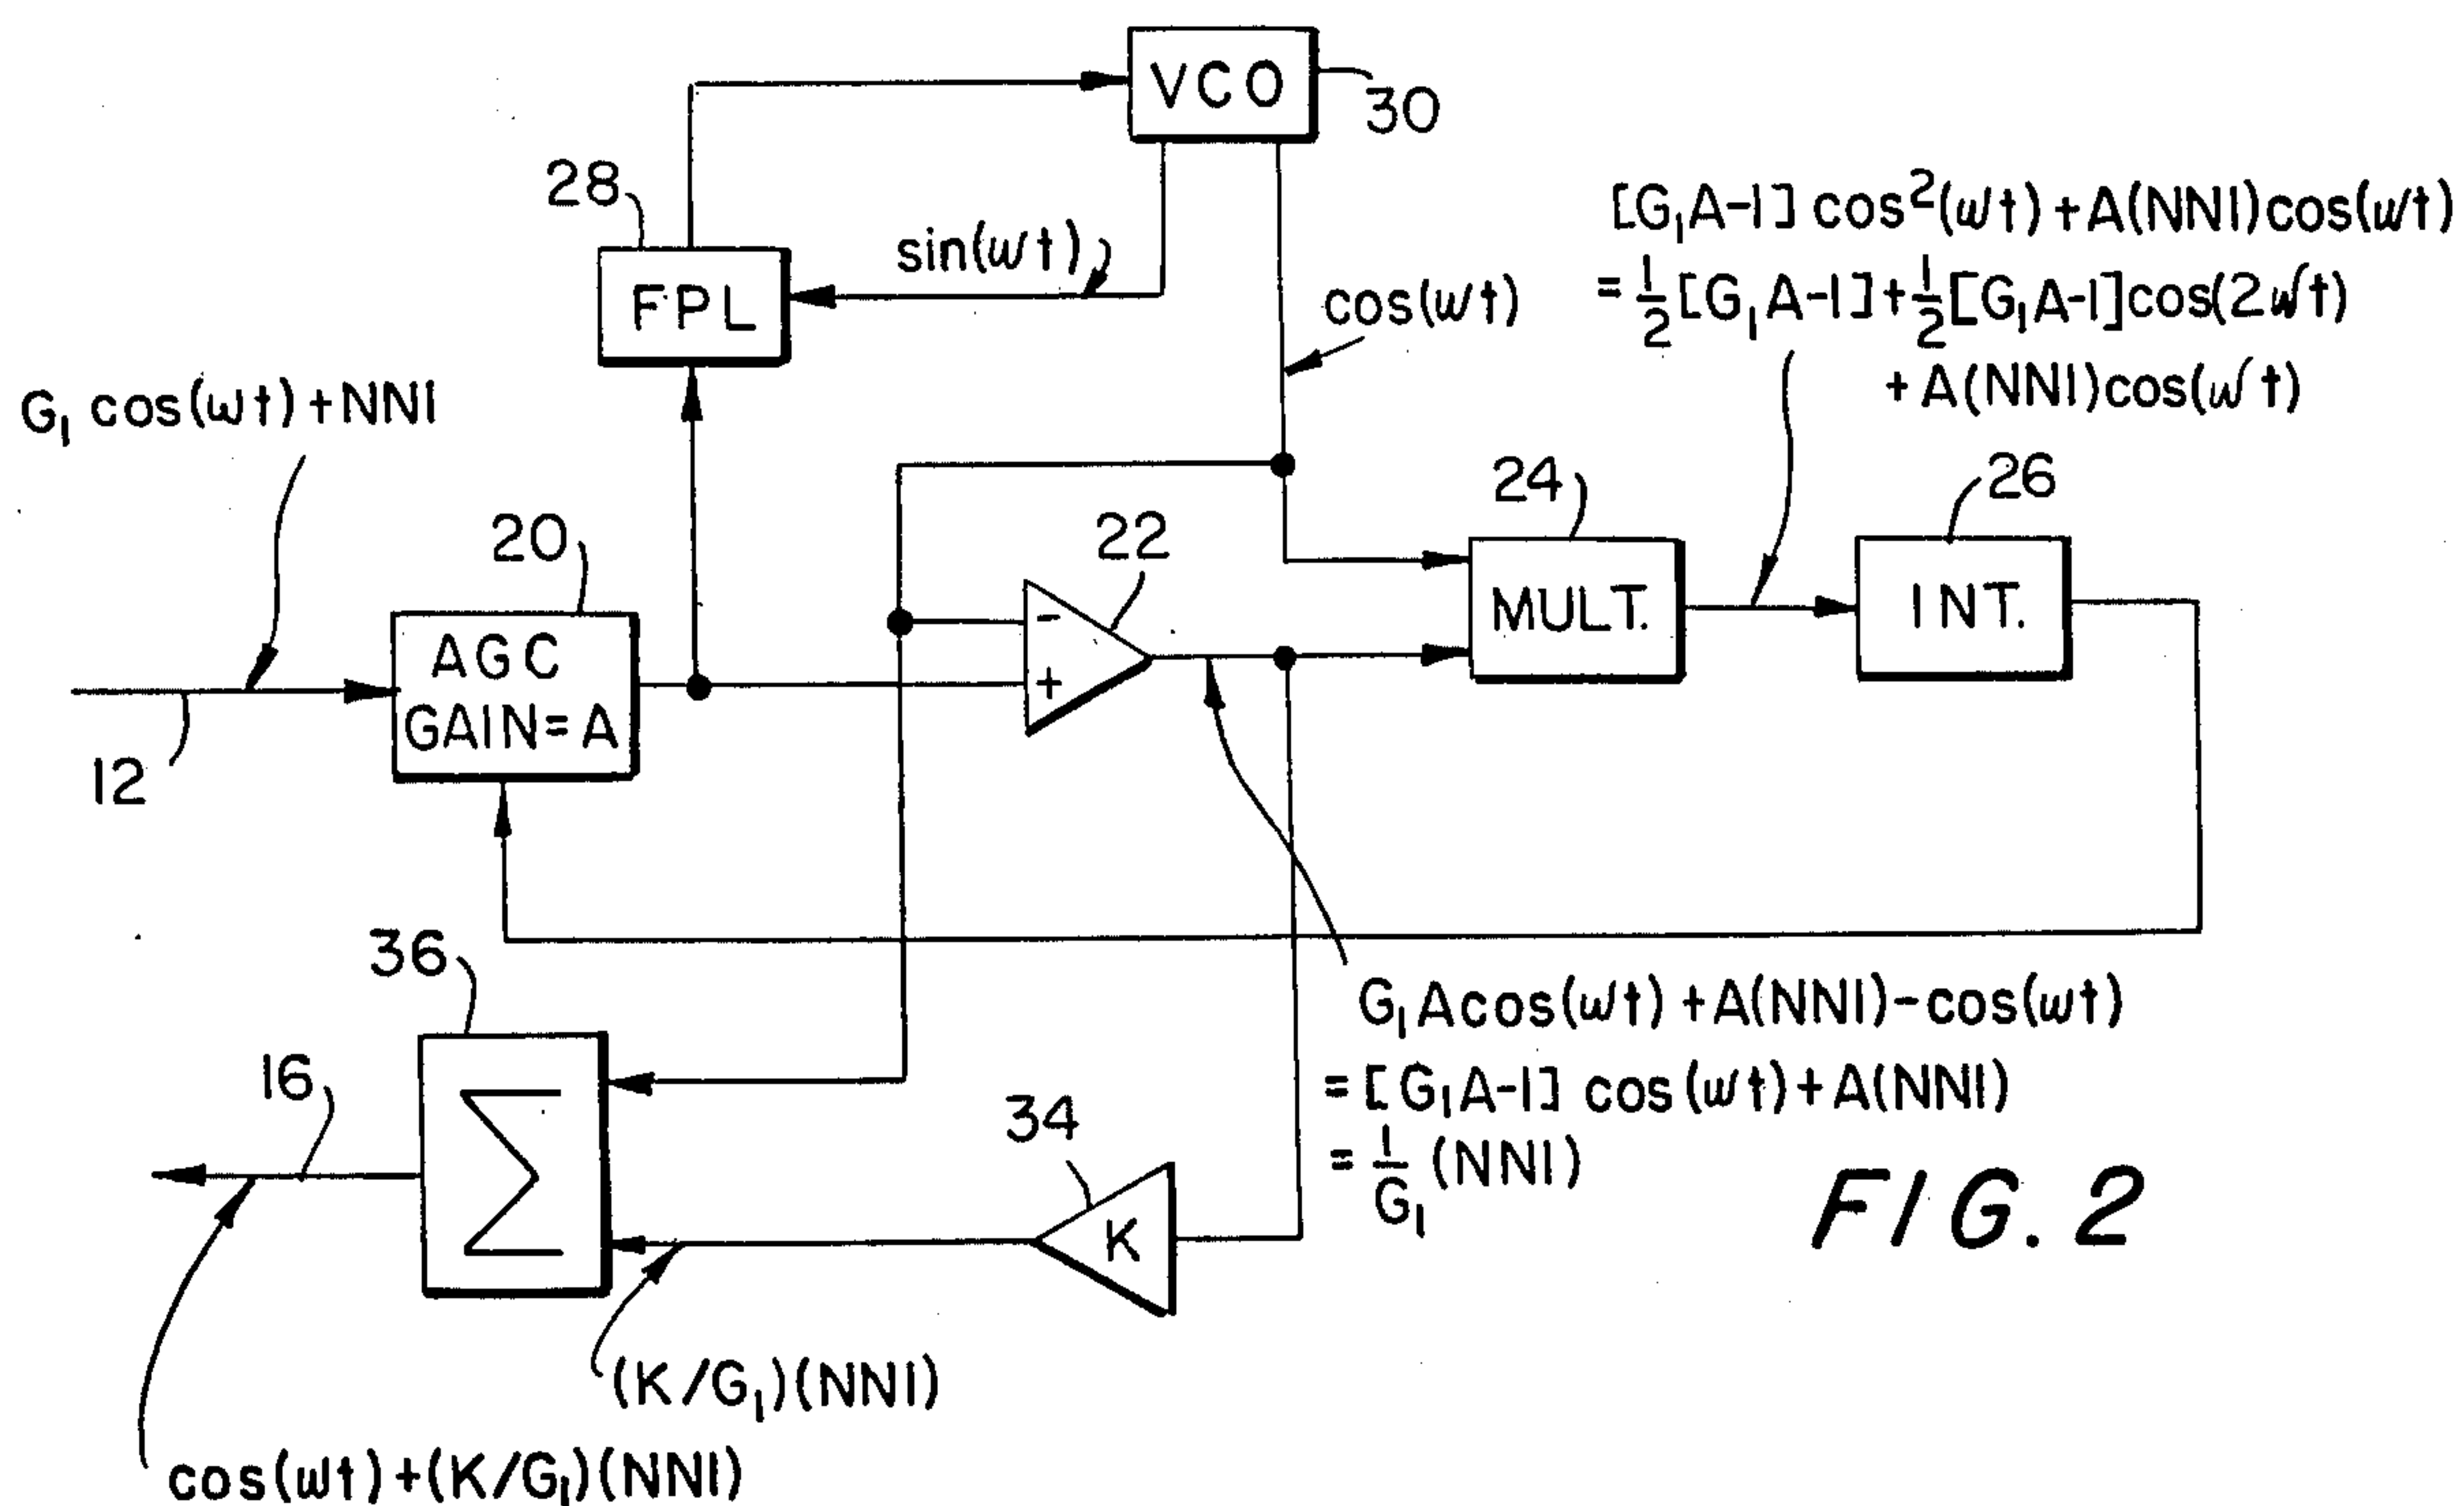 VCO
30
28
[G₁A-1] cos²(ωt) + A(NNI)cos(ωt)
sin(ωt)
FPL
cos(ωt)
= 1/2 [G₁A-1] + 1/2 [G₁A-1]cos(2ωt)
+ A(NNI)cos(ωt)
G₁ cos(ωt) + NNI
24
26
20
22
MULT.
INT.
-
+
AGC
GAIN = A
12
36
G₁Acos(ωt) + A(NNI) - cos(ωt)
= [G₁A-1] cos(ωt) + A(NNI)
= 1/G₁ (NNI)
16
Σ
34
K
FIG. 2
(K/G₁)(NNI)
cos(ωt) + (K/G₁)(NNI)